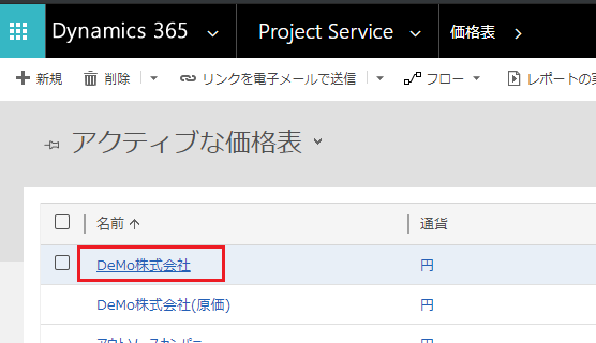 Dynamics 365 Project Service 価格表
新規 削除 リンクを電子メールで送信 フロー レポートの
アクティブな価格表
名前 通貨
DeMo株式会社 円
DeMo株式会社(原価) 円